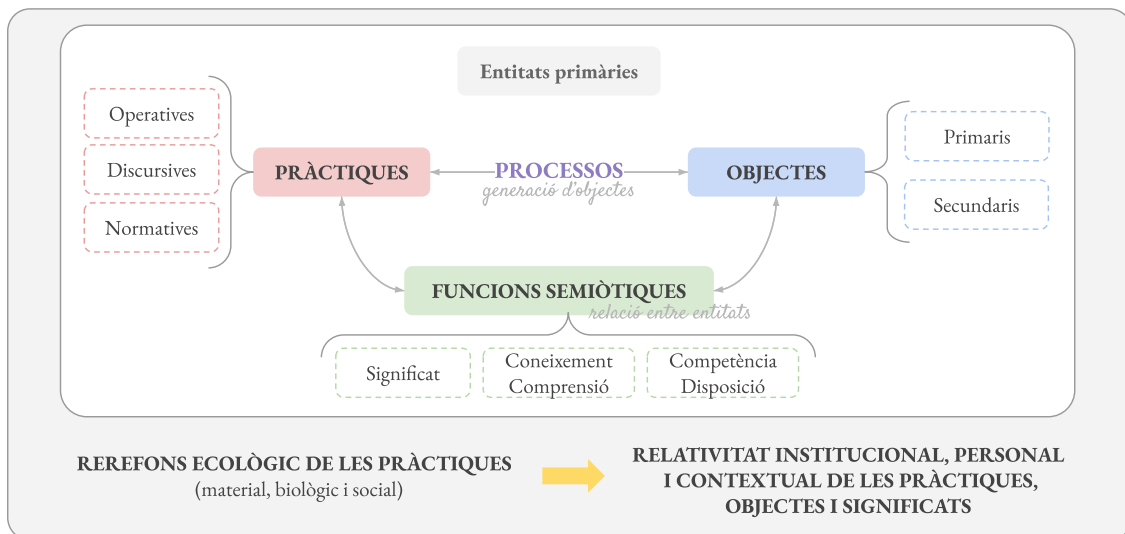 Entitats primàries
Operatives
Discursives
Normatives
PRÀCTIQUES
PROCESSOS
generació d'objectes
OBJECTES
Primaris
Secundaris
FUNCIONS SEMIÒTIQUES
relació entre entitats
Significat
Coneixement
Comprensió
Competència
Disposició
REREFONS ECOLÒGIC DE LES PRÀCTIQUES
(material, biològic i social)
RELATIVITAT INSTITUCIONAL, PERSONAL
I CONTEXTUAL DE LES PRÀCTIQUES,
OBJECTES I SIGNIFICATS